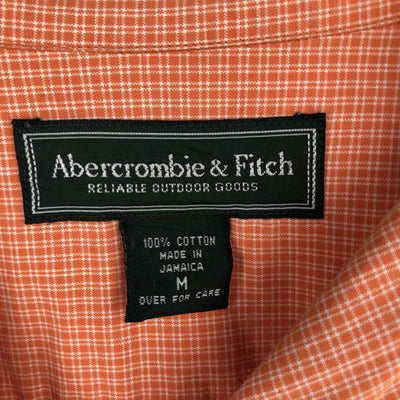 Abercrombie & Fitch
RELIABLE OUTDOOR GOODS
100% COTTON
MADE IN
JAMAICA
M
OVER FOR CARE